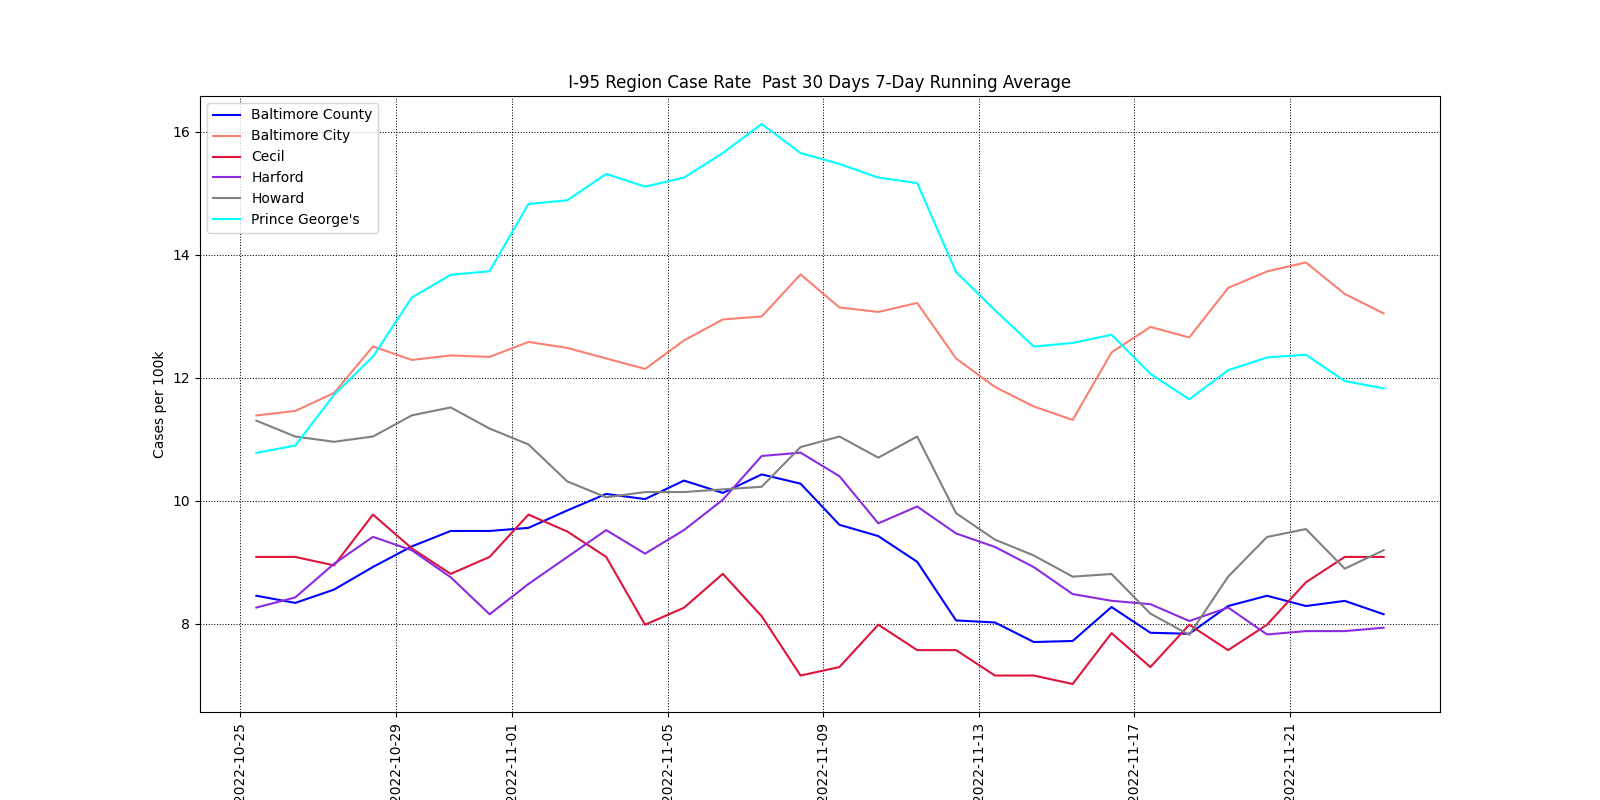 I-95 Region Case Rate  Past 30 Days 7-Day Running Average
Baltimore County
Baltimore City
Cecil
Harford
Howard
Prince George's
Cases per 100k
16
14
12
10
8
2022-10-25
2022-10-29
2022-11-01
2022-11-05
2022-11-09
2022-11-13
2022-11-17
2022-11-21